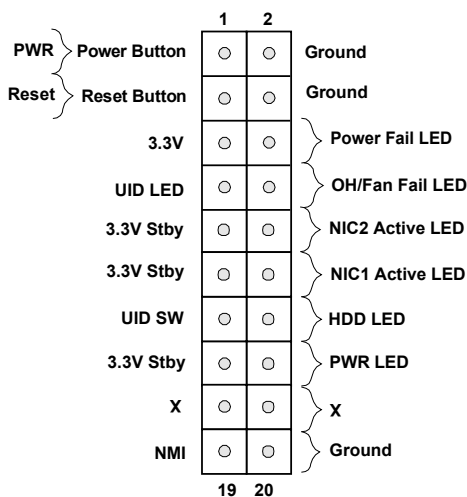 1 2
PWR Power Button Ground
Reset Reset Button Ground
3.3V Power Fail LED
UID LED OH/Fan Fail LED
3.3V Stby NIC2 Active LED
3.3V Stby NIC1 Active LED
UID SW HDD LED
3.3V Stby PWR LED
X X
NMI Ground
19 20